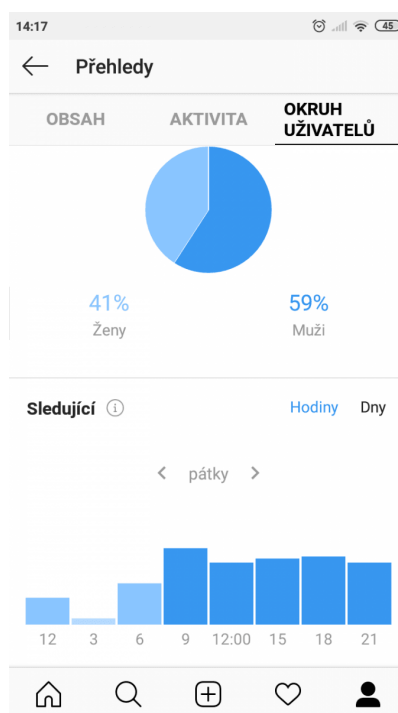 14:17 45
Přehledy
OBSAH AKTIVITA OKRUH
UŽIVATELŮ
41% 59%
Ženy Muži
Sledující Hodiny Dny
pátky
12 3 6 9 12:00 15 18 21